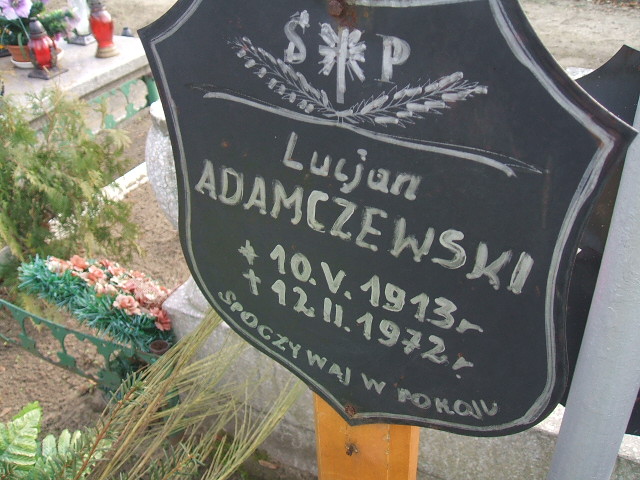 Ś P
Lucjan
ADAMCZEWSKI
* 10.V.1913r
† 12.II.1972r
SPOCZYWAJ W POKOJU